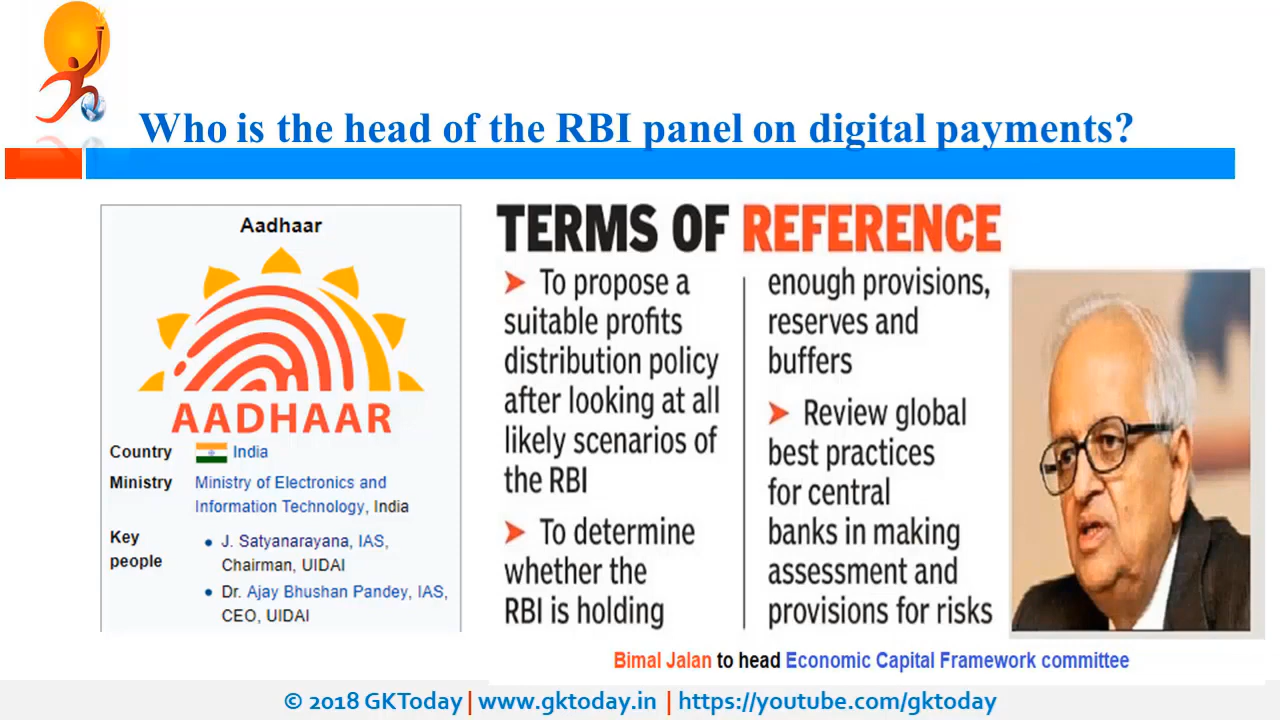 Who is the head of the RBI panel on digital payments?
Aadhaar
AADHAAR
Country India
Ministry Ministry of Electronics and
Information Technology, India
Key people
J. Satyanarayana, IAS,
Chairman, UIDAI
Dr. Ajay Bhushan Pandey, IAS,
CEO, UIDAI
TERMS OF REFERENCE
To propose a
suitable profits
distribution policy
after looking at all
likely scenarios of
the RBI
To determine
whether the
RBI is holding
enough provisions,
reserves and
buffers
Review global
best practices
for central
banks in making
assessment and
provisions for risks
Bimal Jalan to head Economic Capital Framework committee
© 2018 GKToday | www.gktoday.in | https://youtube.com/gktoday